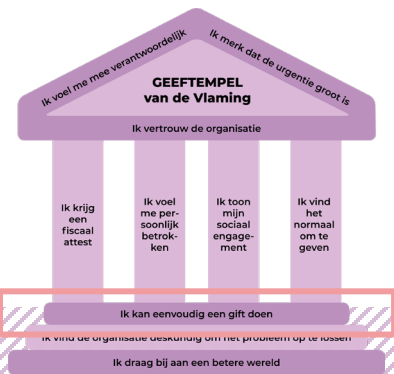 Ik voel me mee verantwoordelijk
Ik merk dat de urgentie groot is
GEEFTEMPEL
van de Vlaming
Ik vertrouw de organisatie
Ik krijg
een
fiscaal
attest
Ik voel
me per-
soonlijk
betrok-
ken
Ik toon
mijn
sociaal
engage-
ment
Ik vind
het
normaal
om te
geven
Ik kan eenvoudig een gift doen
Ik vind de organisatie deskundig om het probleem op te lossen
Ik draag bij aan een betere wereld